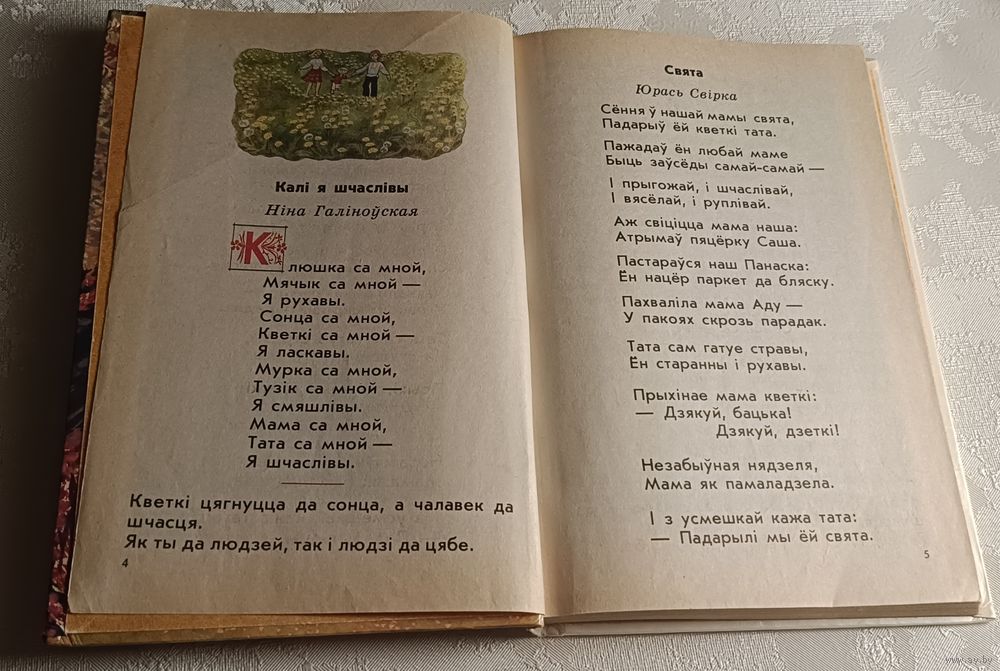 Калі я шчаслівы
Ніна Галіноўская
Клюшка са мной,
Мячык са мной —
Я рухавы.
Сонца са мной,
Кветкі са мной —
Я ласкавы.
Мурка са мной,
Тузік са мной —
Я смяшлівы.
Мама са мной,
Тата са мной —
Я шчаслівы.
Кветкі цягнуцца да сонца, а чалавек да
шчасця.
Як ты да людзей, так і людзі да цябе.
4
Свята
Юрась Свірка
Сёння ў нашай мамы свята,
Падарыў ёй кветкі тата.
Пажадаў ён любай маме
Быць заўсёды самай-самай —
І прыгожай, і шчаслівай,
І вясёлай, і руплівай.
Аж свіціцца мама наша:
Атрымаў пяцёрку Саша.
Пастараўся наш Панаска:
Ён нацёр паркет да бляску.
Пахваліла мама Аду —
У пакоях скрозь парадак.
Тата сам гатуе стравы,
Ён старанны і рухавы.
Прыхінае мама кветкі:
— Дзякуй, бацька!
Дзякуй, дзеткі!
Незабыўная нядзеля,
Мама як памаладзела.
І з усмешкай кажа тата:
— Падарылі мы ёй свята.
5